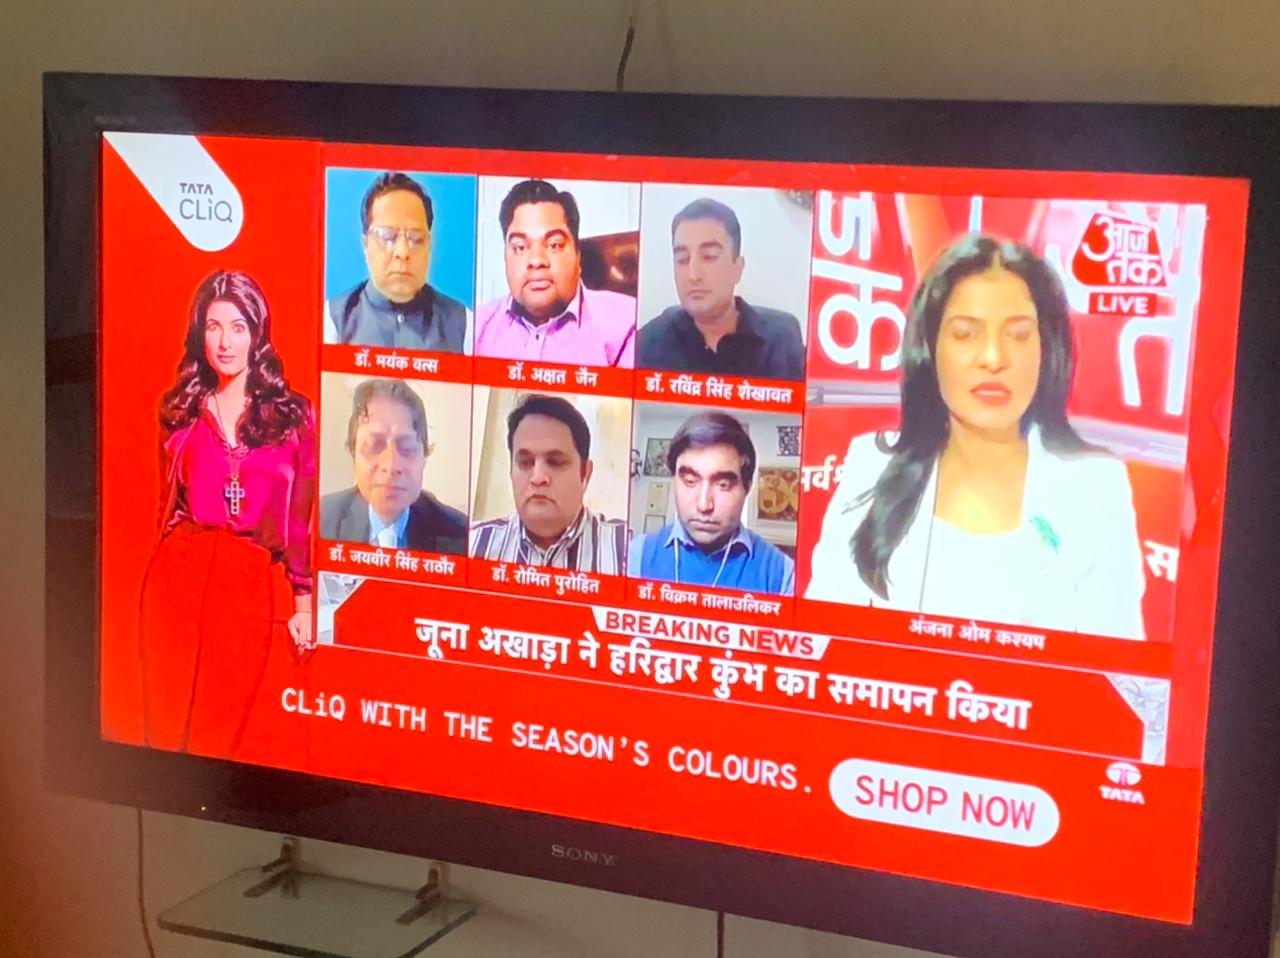 TATA
CLiQ
डॉ. मयंक वत्स
डॉ. अक्षत जैन
डॉ. रविंद्र सिंह शेखावत
आज
तक
LIVE
डॉ. जयवीर सिंह राठौर
डॉ. रोमित पुरोहित
डॉ. विक्रम तालाउलिकर
अंजना ओम कश्यप
BREAKING NEWS
जूना अखाड़ा ने हरिद्वार कुंभ का समापन किया
CLiQ WITH THE SEASON'S COLOURS.
SHOP NOW
TATA
SONY